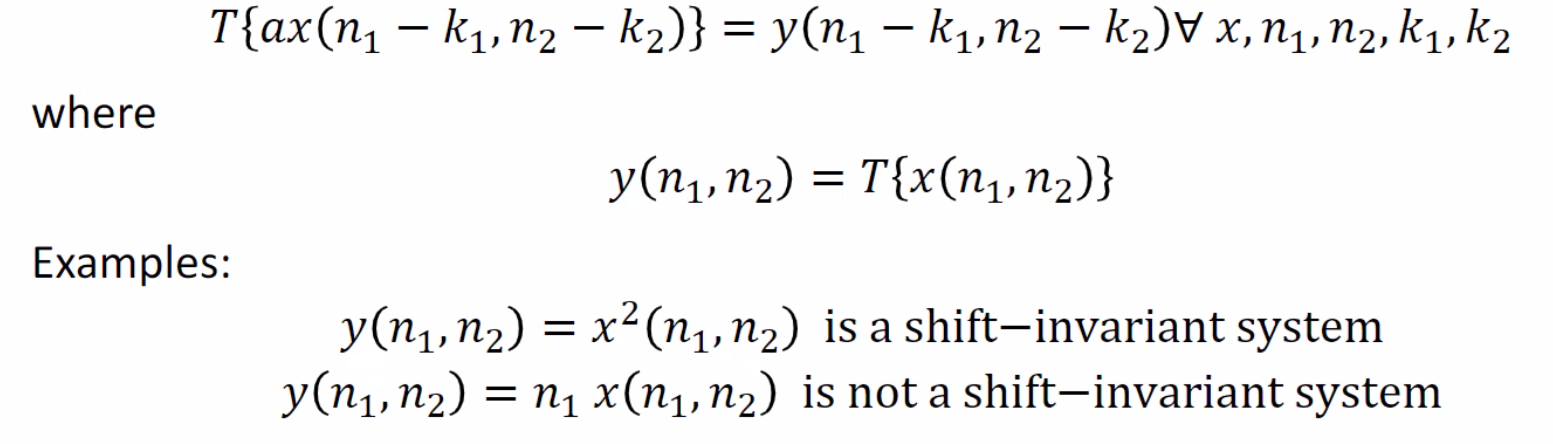 T{ax(n₁ − k₁, n₂ − k₂)} = y(n₁ − k₁, n₂ − k₂)∀ x, n₁, n₂, k₁, k₂
where
y(n₁, n₂) = T{x(n₁, n₂)}
Examples:
y(n₁, n₂) = x²(n₁, n₂) is a shift−invariant system
y(n₁, n₂) = n₁ x(n₁, n₂) is not a shift−invariant system